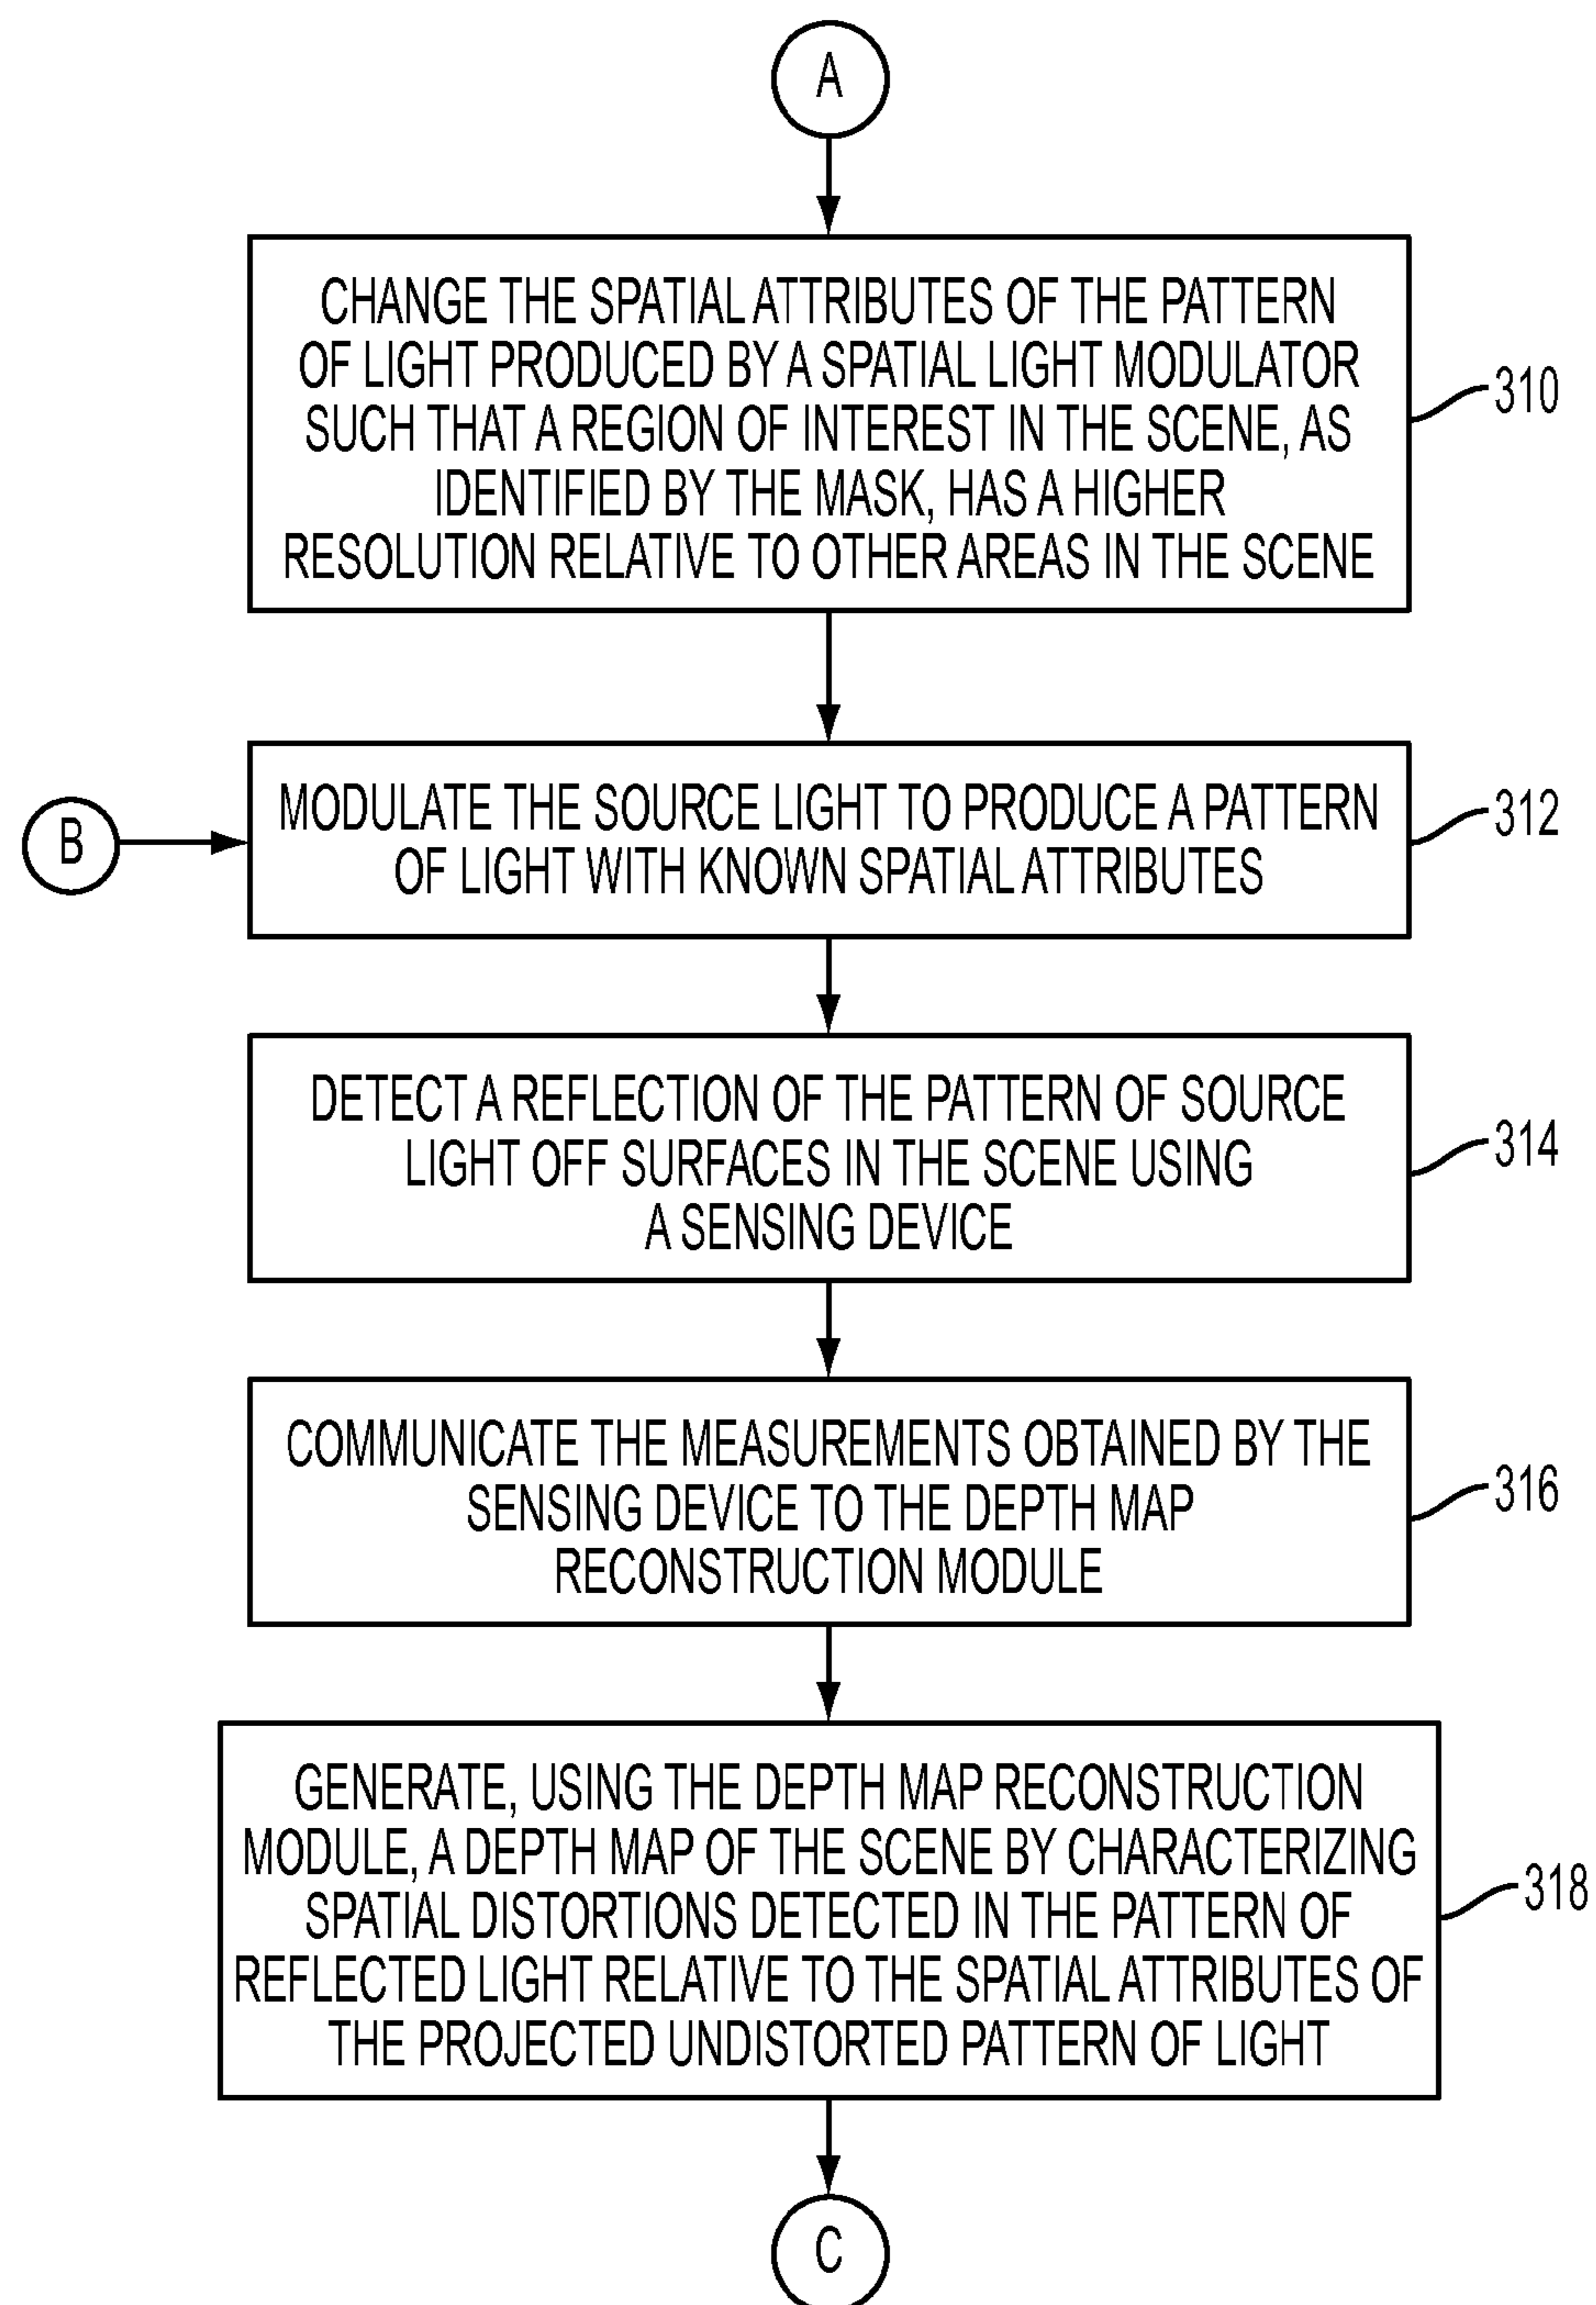 A
CHANGE THE SPATIAL ATTRIBUTES OF THE PATTERN
OF LIGHT PRODUCED BY A SPATIAL LIGHT MODULATOR
SUCH THAT A REGION OF INTEREST IN THE SCENE, AS
IDENTIFIED BY THE MASK, HAS A HIGHER
RESOLUTION RELATIVE TO OTHER AREAS IN THE SCENE
310
B
MODULATE THE SOURCE LIGHT TO PRODUCE A PATTERN
OF LIGHT WITH KNOWN SPATIAL ATTRIBUTES
312
DETECT A REFLECTION OF THE PATTERN OF SOURCE
LIGHT OFF SURFACES IN THE SCENE USING
A SENSING DEVICE
314
COMMUNICATE THE MEASUREMENTS OBTAINED BY THE
SENSING DEVICE TO THE DEPTH MAP
RECONSTRUCTION MODULE
316
GENERATE, USING THE DEPTH MAP RECONSTRUCTION
MODULE, A DEPTH MAP OF THE SCENE BY CHARACTERIZING
SPATIAL DISTORTIONS DETECTED IN THE PATTERN OF
REFLECTED LIGHT RELATIVE TO THE SPATIAL ATTRIBUTES OF
THE PROJECTED UNDISTORTED PATTERN OF LIGHT
318
C